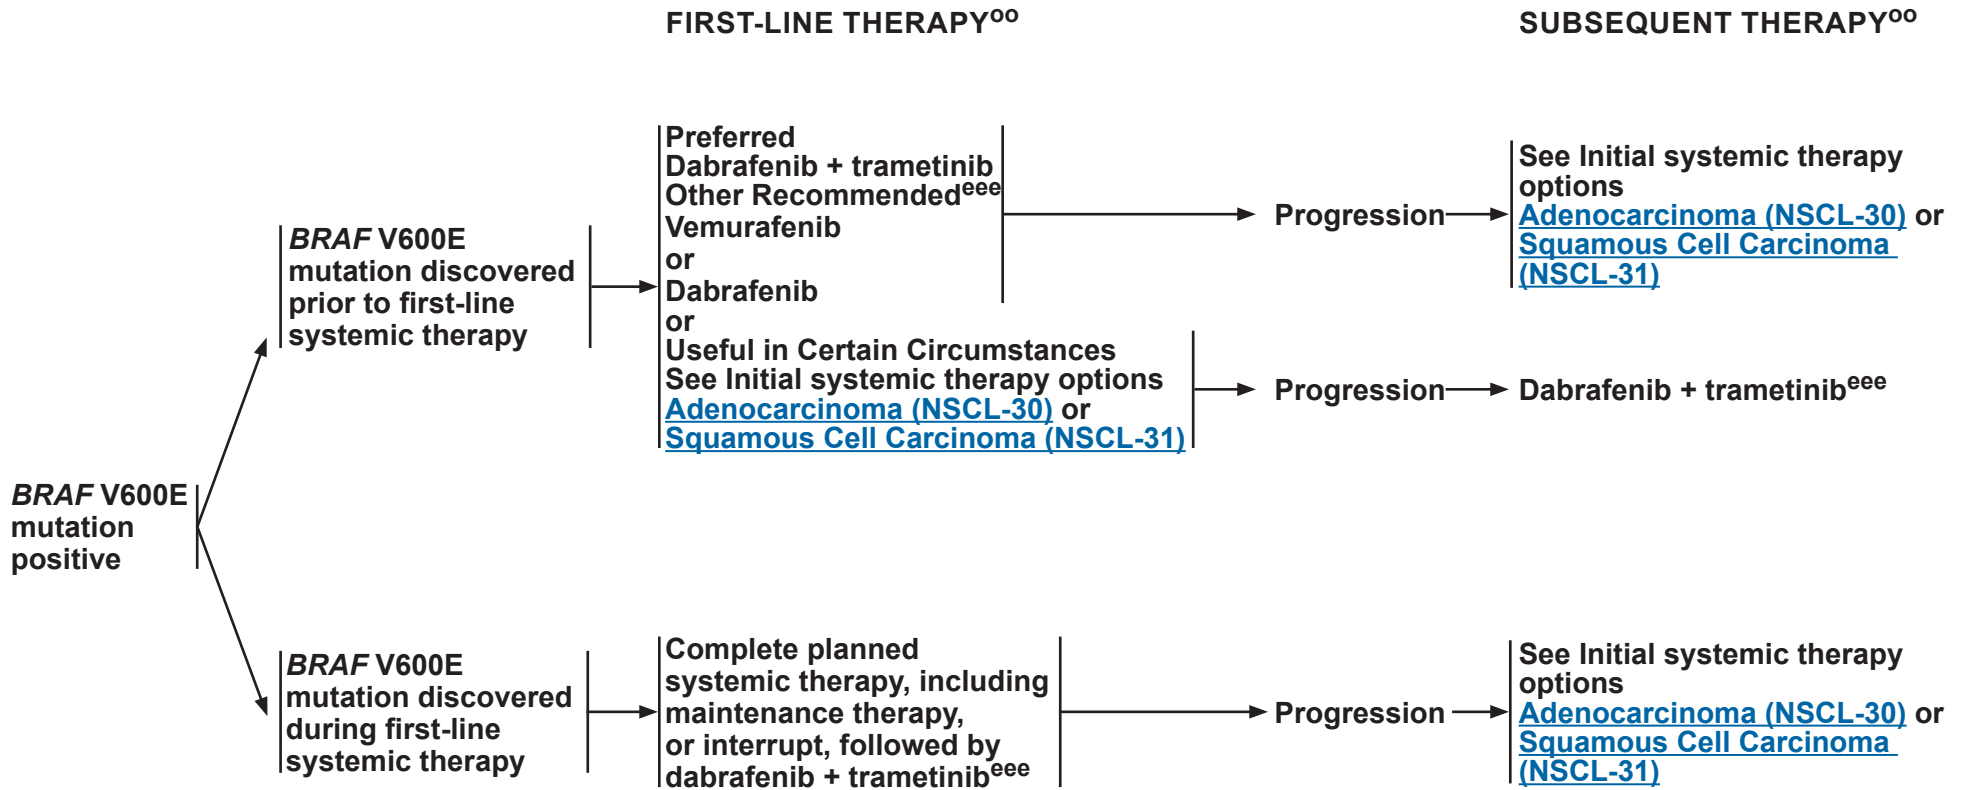 FIRST-LINE THERAPYoo
SUBSEQUENT THERAPYoo
BRAF V600E
mutation
positive
BRAF V600E
mutation discovered
prior to first-line
systemic therapy
Preferred
Dabrafenib + trametinib
Other Recommendedeee
Vemurafenib
or
Dabrafenib
or
Useful in Certain Circumstances
See Initial systemic therapy options
Adenocarcinoma (NSCL-30) or
Squamous Cell Carcinoma (NSCL-31)
Progression
See Initial systemic therapy
options
Adenocarcinoma (NSCL-30) or
Squamous Cell Carcinoma
(NSCL-31)
Progression
Dabrafenib + trametinibeee
BRAF V600E
mutation discovered
during first-line
systemic therapy
Complete planned
systemic therapy, including
maintenance therapy,
or interrupt, followed by
dabrafenib + trametinibeee
Progression
See Initial systemic therapy
options
Adenocarcinoma (NSCL-30) or
Squamous Cell Carcinoma
(NSCL-31)